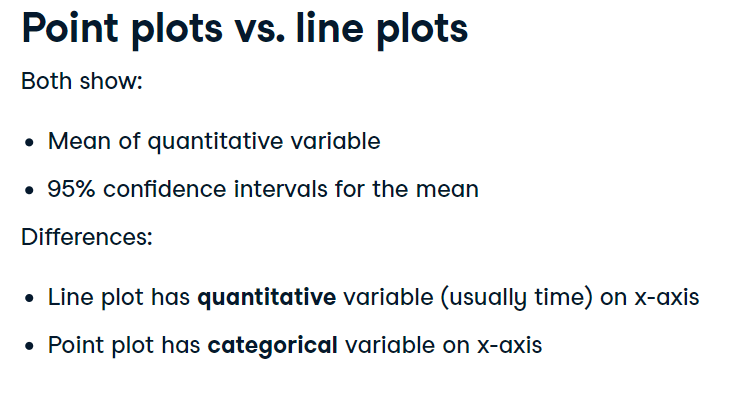 Point plots vs. line plots
Both show:
• Mean of quantitative variable
• 95% confidence intervals for the mean
Differences:
• Line plot has quantitative variable (usually time) on x-axis
• Point plot has categorical variable on x-axis